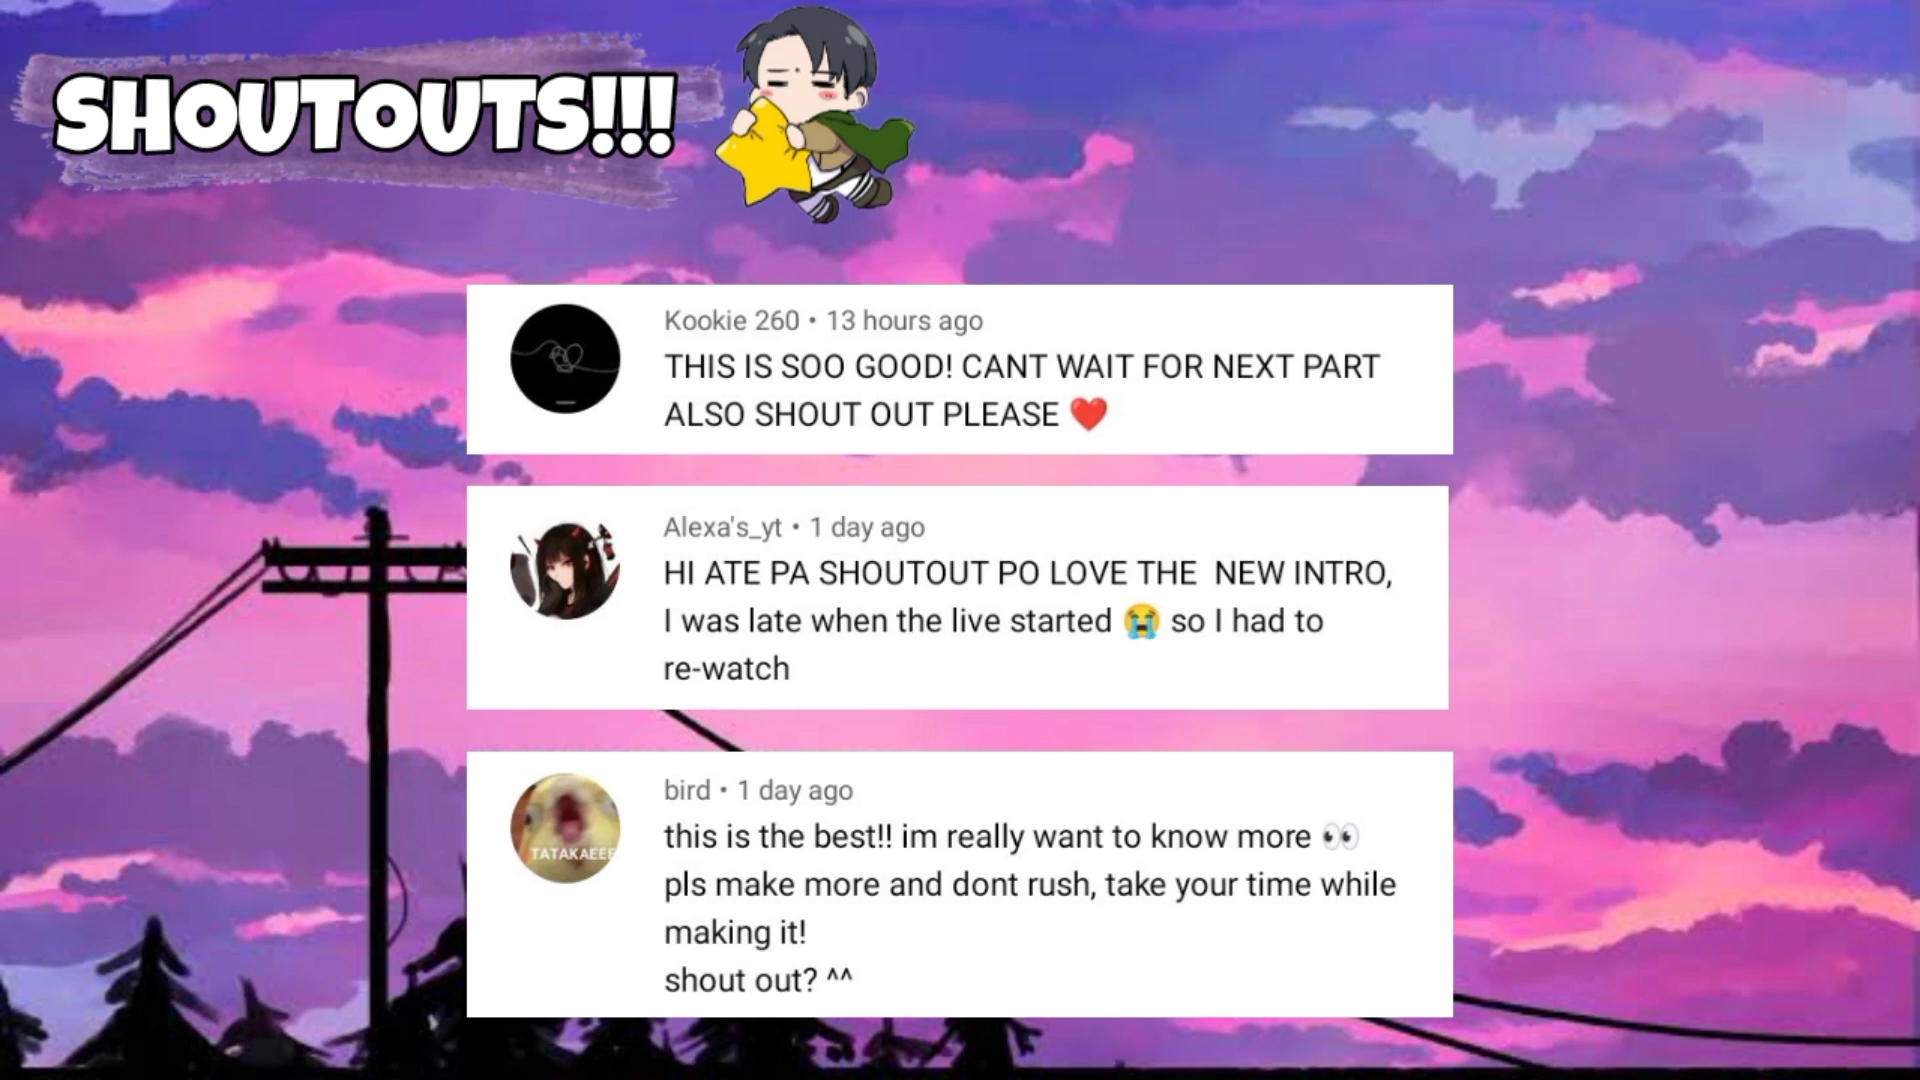 SHOUTOUTS!!!
Kookie 260 • 13 hours ago
THIS IS SOO GOOD! CANT WAIT FOR NEXT PART
ALSO SHOUT OUT PLEASE ❤️
Alexa's_yt • 1 day ago
HI ATE PA SHOUTOUT PO LOVE THE  NEW INTRO,
I was late when the live started 😭 so I had to
re-watch
TATAKAEEE
bird • 1 day ago
this is the best!! im really want to know more 👀
pls make more and dont rush, take your time while
making it!
shout out? ^^